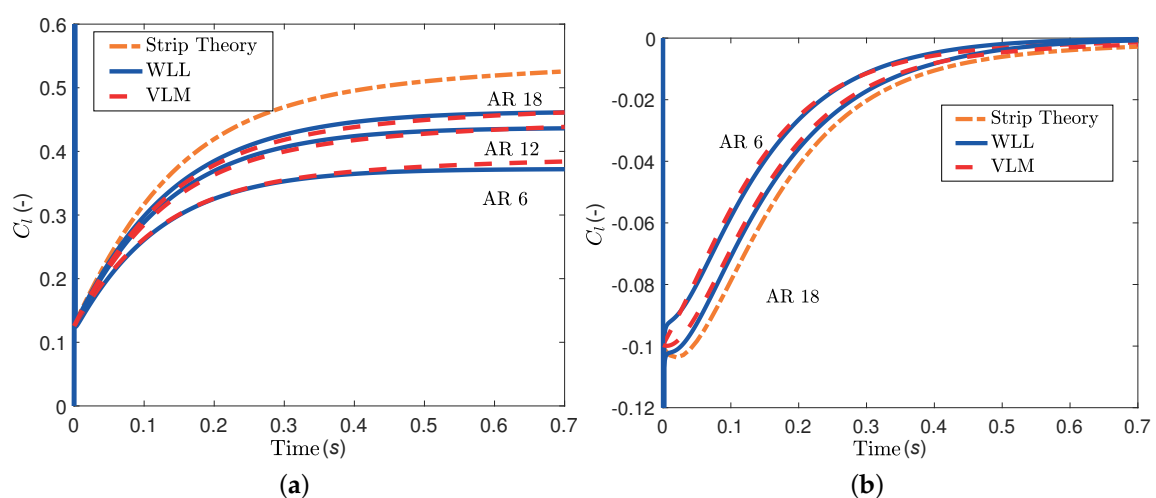 0.6
0.5
0.4
0.3
0.2
0.1
0
C_l (-)
Strip Theory
WLL
VLM
AR 18
AR 12
AR 6
0 0.1 0.2 0.3 0.4 0.5 0.6 0.7
Time (s)
(a)
0
-0.02
-0.04
-0.06
-0.08
-0.1
-0.12
C_l (-)
AR 6
Strip Theory
WLL
VLM
AR 18
0 0.1 0.2 0.3 0.4 0.5 0.6 0.7
Time (s)
(b)